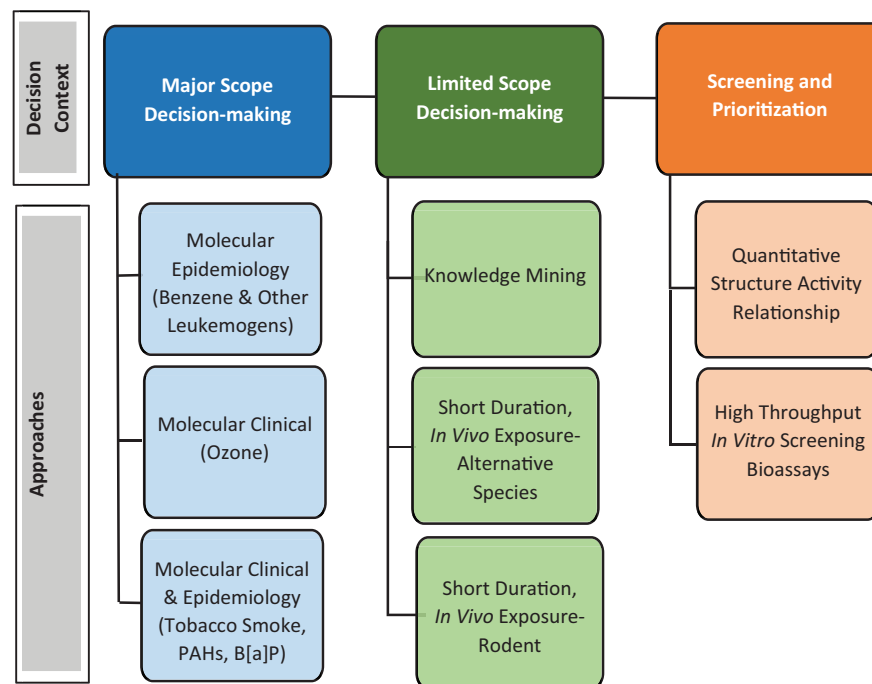 Decision
Context
Major Scope
Decision-making
Limited Scope
Decision-making
Screening and
Prioritization
Approaches
Molecular
Epidemiology
(Benzene & Other
Leukemogens)
Knowledge Mining
Quantitative
Structure Activity
Relationship
Molecular Clinical
(Ozone)
Short Duration,
In Vivo Exposure-
Alternative
Species
High Throughput
In Vitro Screening
Bioassays
Molecular Clinical
& Epidemiology
(Tobacco Smoke,
PAHs, B[a]P)
Short Duration,
In Vivo Exposure-
Rodent